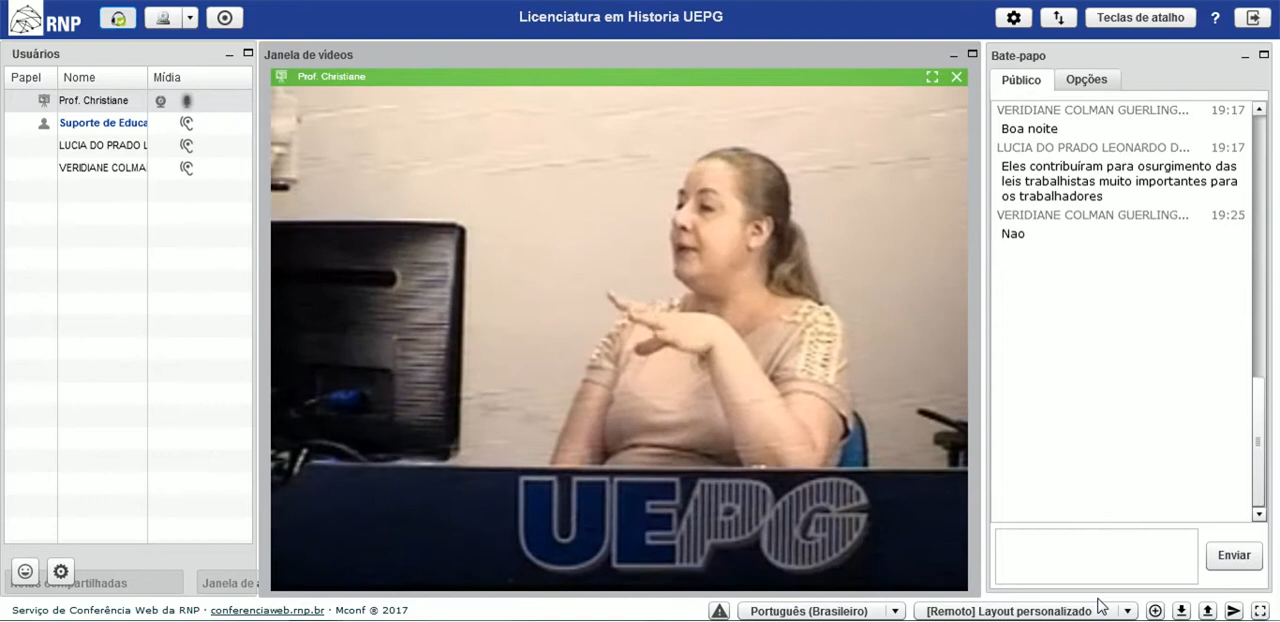 RNP
Licenciatura em Historia UEPG
Teclas de atalho
?
Usuários
Papel Nome Mídia
Prof. Christiane
Suporte de Educa
LUCIA DO PRADO L
VERIDIANE COLMA
Janela de vídeos
Prof. Christiane
UEPG
Bate-papo
Público Opções
VERIDIANE COLMAN GUERLING... 19:17
Boa noite
LUCIA DO PRADO LEONARDO D... 19:17
Eles contribuíram para osurgimento das
leis trabalhistas muito importantes para
os trabalhadores
VERIDIANE COLMAN GUERLING... 19:25
Nao
Enviar
Notas compartilhadas
Janela de a
Serviço de Conferência Web da RNP · conferenciaweb.rnp.br · Mconf ® 2017
Português (Brasileiro)
[Remoto] Layout personalizado